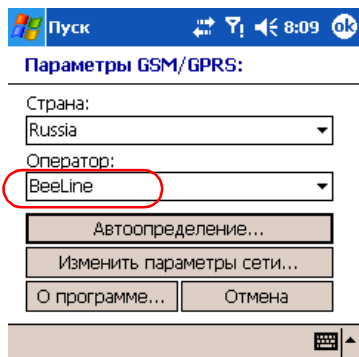 Пуск 8:09 ok
Параметры GSM/GPRS:
Страна:
Russia
Оператор:
BeeLine
Автоопределение...
Изменить параметры сети...
О программе... Отмена